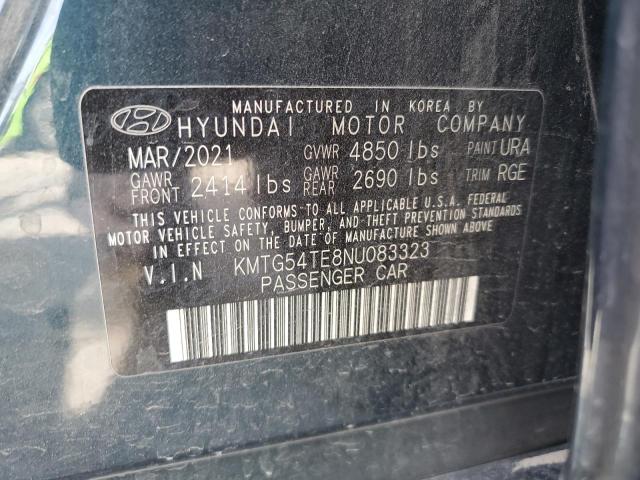 MANUFACTURED IN KOREA BY
HYUNDAI MOTOR COMPANY
MAR/2021 GVWR 4850 lbs PAINT URA
GAWR FRONT 2414 lbs GAWR REAR 2690 lbs TRIM RGE
THIS VEHICLE CONFORMS TO ALL APPLICABLE U.S.A. FEDERAL
MOTOR VEHICLE SAFETY, BUMPER, AND THEFT PREVENTION STANDARDS
IN EFFECT ON THE DATE OF MANUFACTURE SHOWN ABOVE
V.I.N KMTG54TE8NU083323
PASSENGER CAR